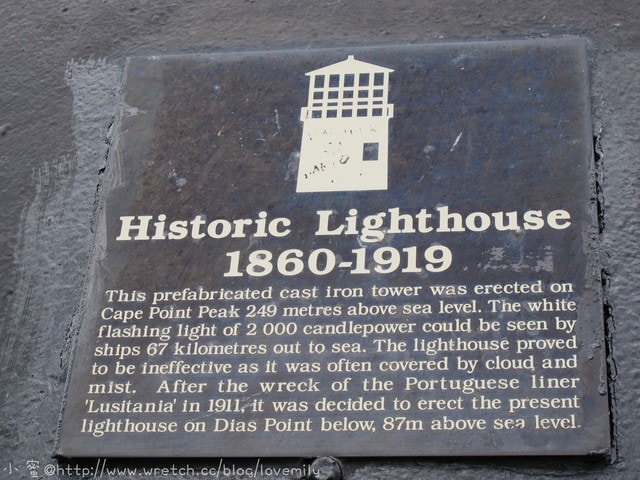 Historic Lighthouse
1860-1919
This prefabricated cast iron tower was erected on
Cape Point Peak 249 metres above sea level. The white
flashing light of 2 000 candlepower could be seen by
ships 67 kilometres out to sea. The lighthouse proved
to be ineffective as it was often covered by cloud and
mist. After the wreck of the Portuguese liner
'Lusitania' in 1911, it was decided to erect the present
lighthouse on Dias Point below, 87m above sea level.
小蜜@http://www.wretch.cc/blog/lovemily